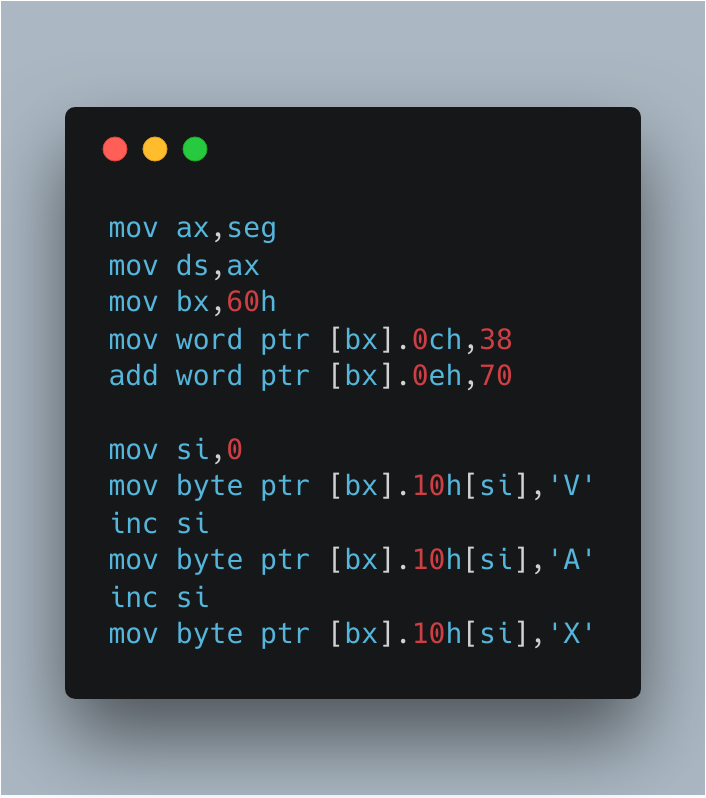 mov ax,seg
mov ds,ax
mov bx,60h
mov word ptr [bx].0ch,38
add word ptr [bx].0eh,70

mov si,0
mov byte ptr [bx].10h[si],'V'
inc si
mov byte ptr [bx].10h[si],'A'
inc si
mov byte ptr [bx].10h[si],'X'